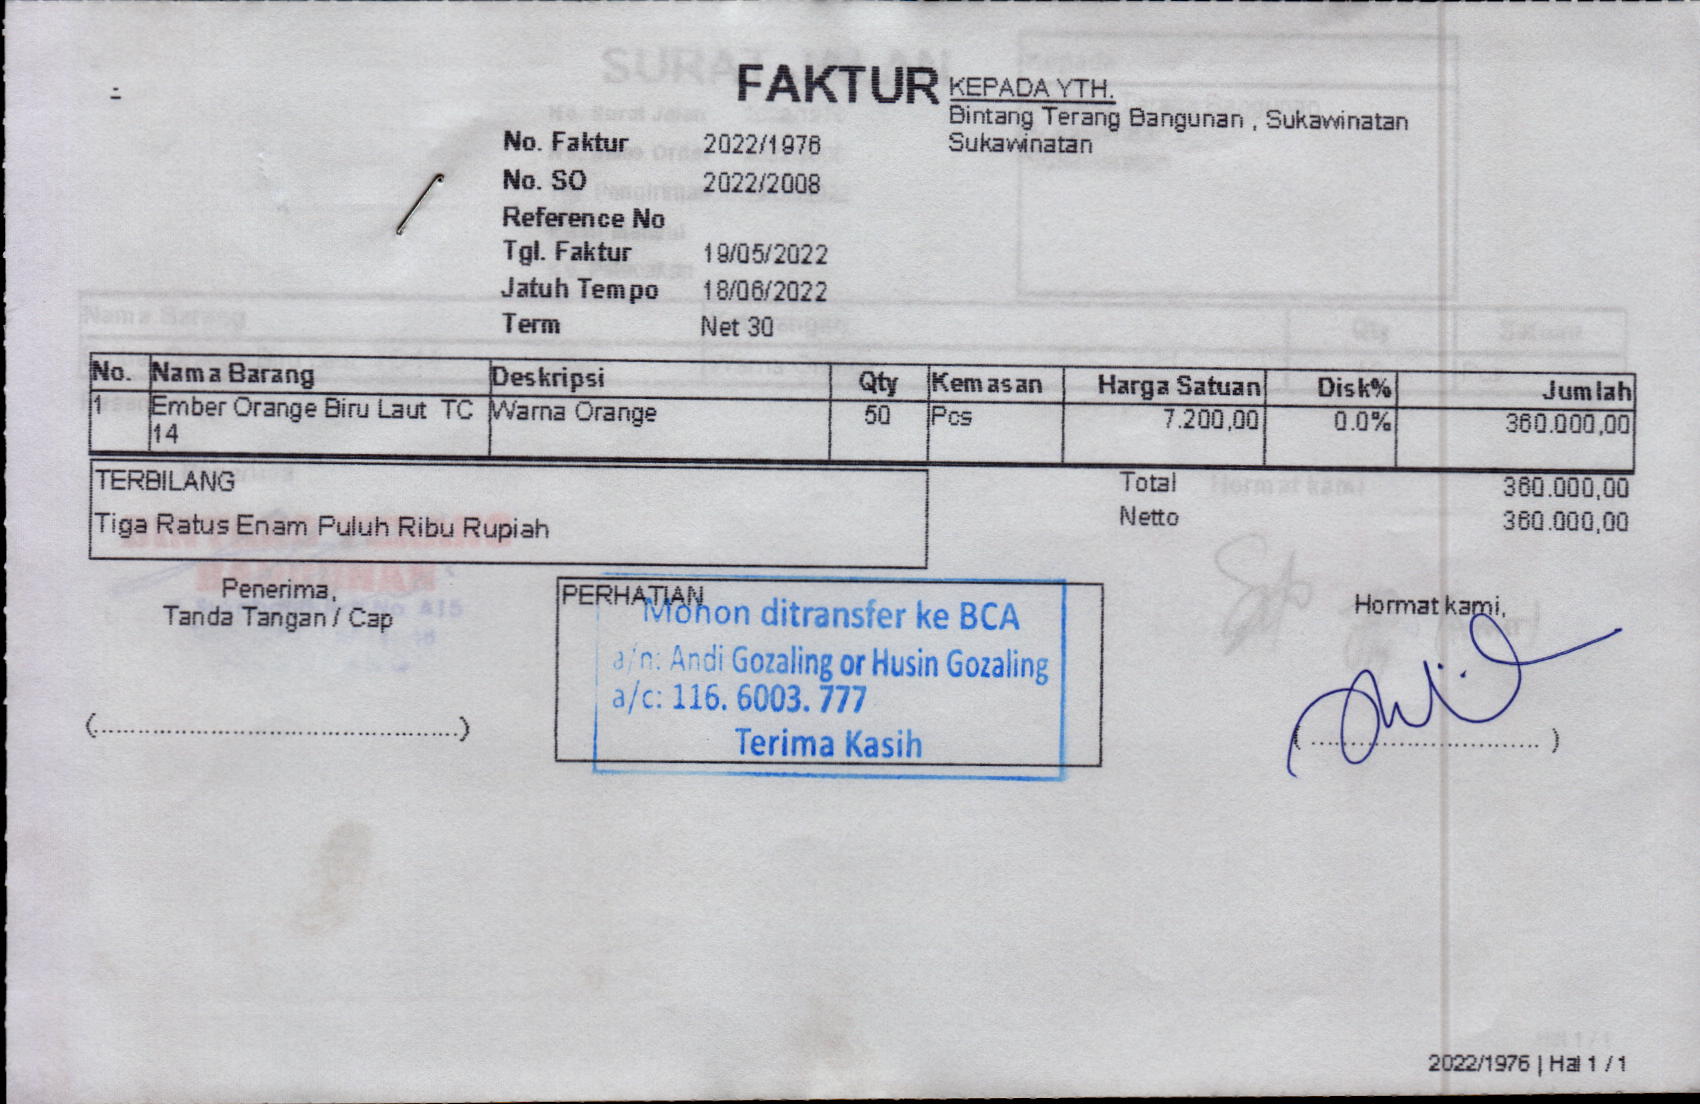 FAKTUR
KEPADA YTH.
Bintang Terang Bangunan , Sukawinatan
Sukawinatan
No. Faktur 2022/1976
No. SO 2022/2008
Reference No
Tgl. Faktur 19/05/2022
Jatuh Tempo 18/06/2022
Term Net 30
No. Nama Barang Deskripsi Qty Kemasan Harga Satuan Disk% Jumlah
1 Ember Orange Biru Laut TC Warna Orange 50 Pcs 7.200,00 0.0% 360.000,00
14
TERBILANG
Tiga Ratus Enam Puluh Ribu Rupiah
Total 360.000,00
Netto 360.000,00
Penerima,
Tanda Tangan / Cap
(.................................................)
PERHATIAN
Mohon ditransfer ke BCA
a/n: Andi Gozaling or Husin Gozaling
a/c: 116. 6003. 777
Terima Kasih
Hormat kami,
( ............................... )
2022/1976 | Hal 1 / 1